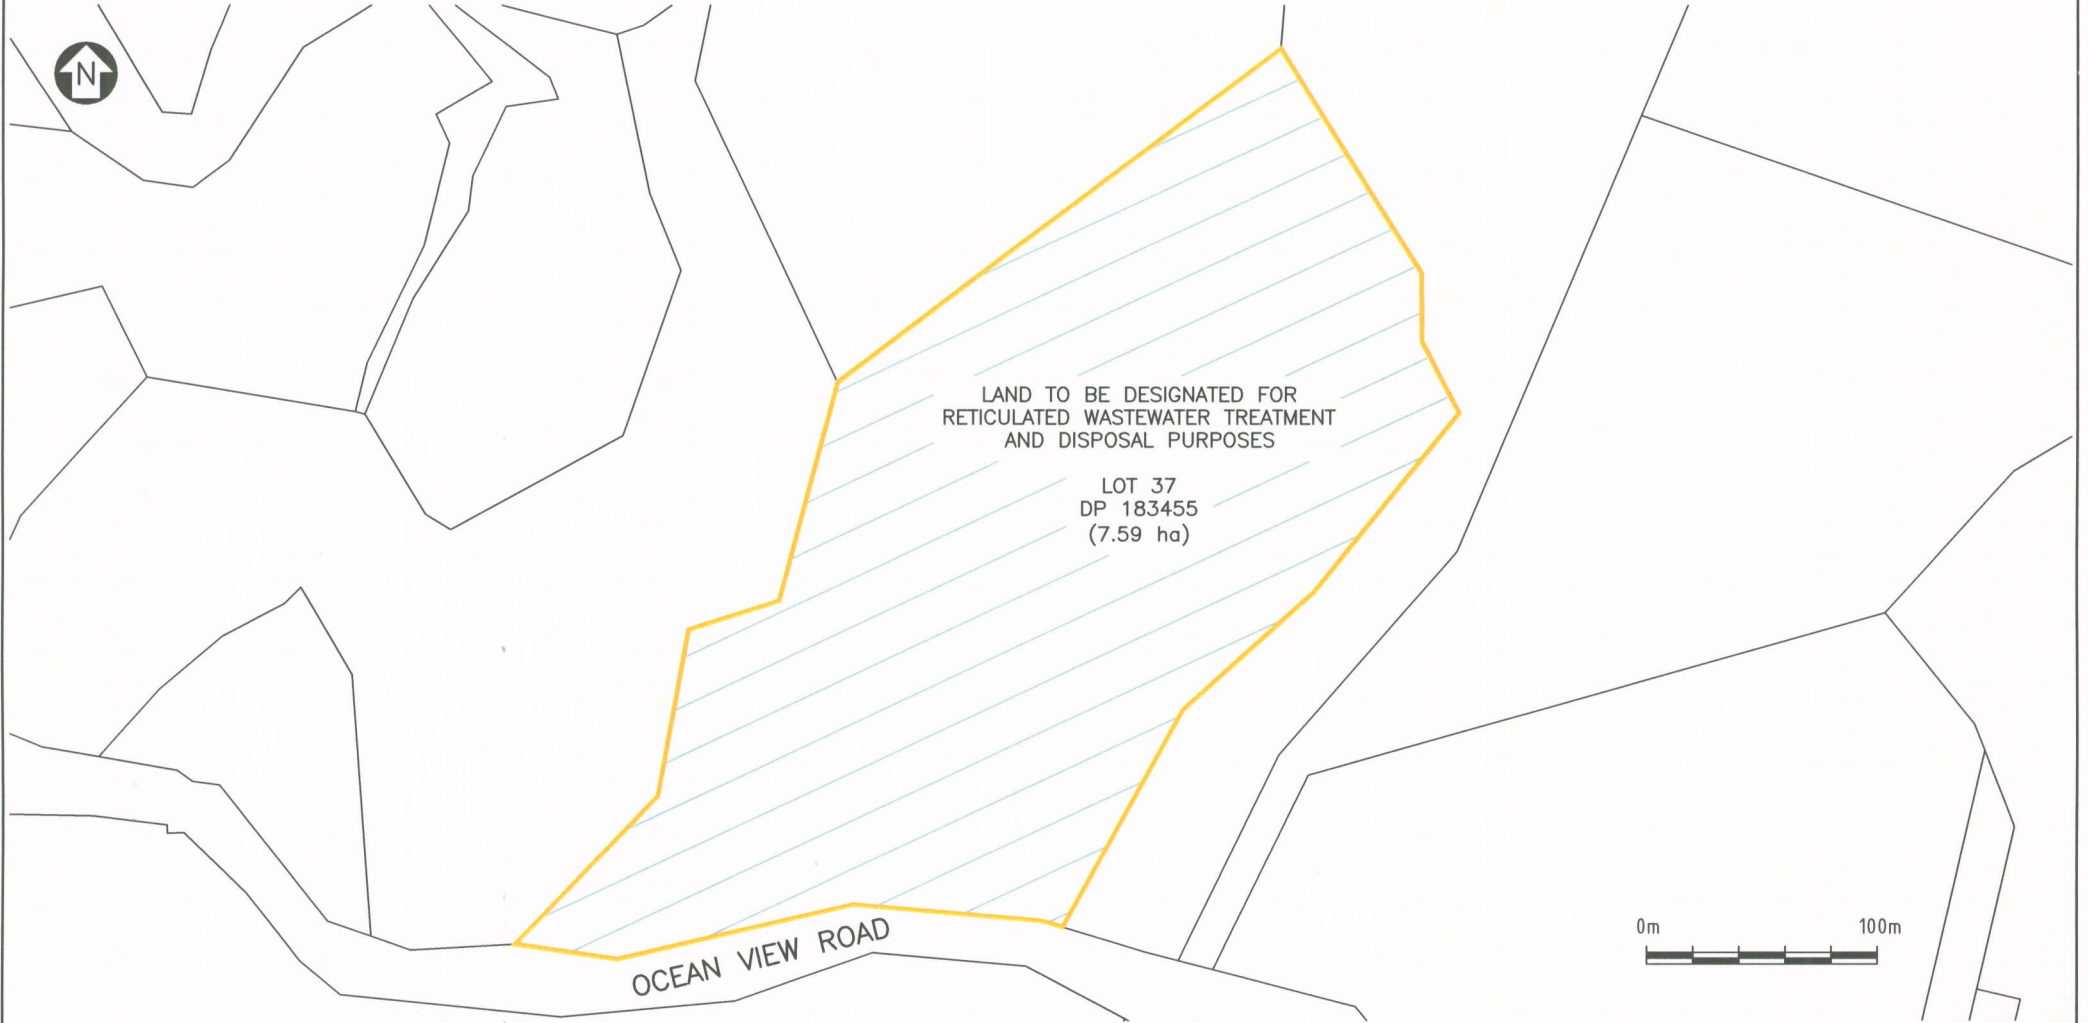 N
LAND TO BE DESIGNATED FOR
RETICULATED WASTEWATER TREATMENT
AND DISPOSAL PURPOSES
LOT 37
DP 183455
(7.59 ha)
OCEAN VIEW ROAD
0m 100m